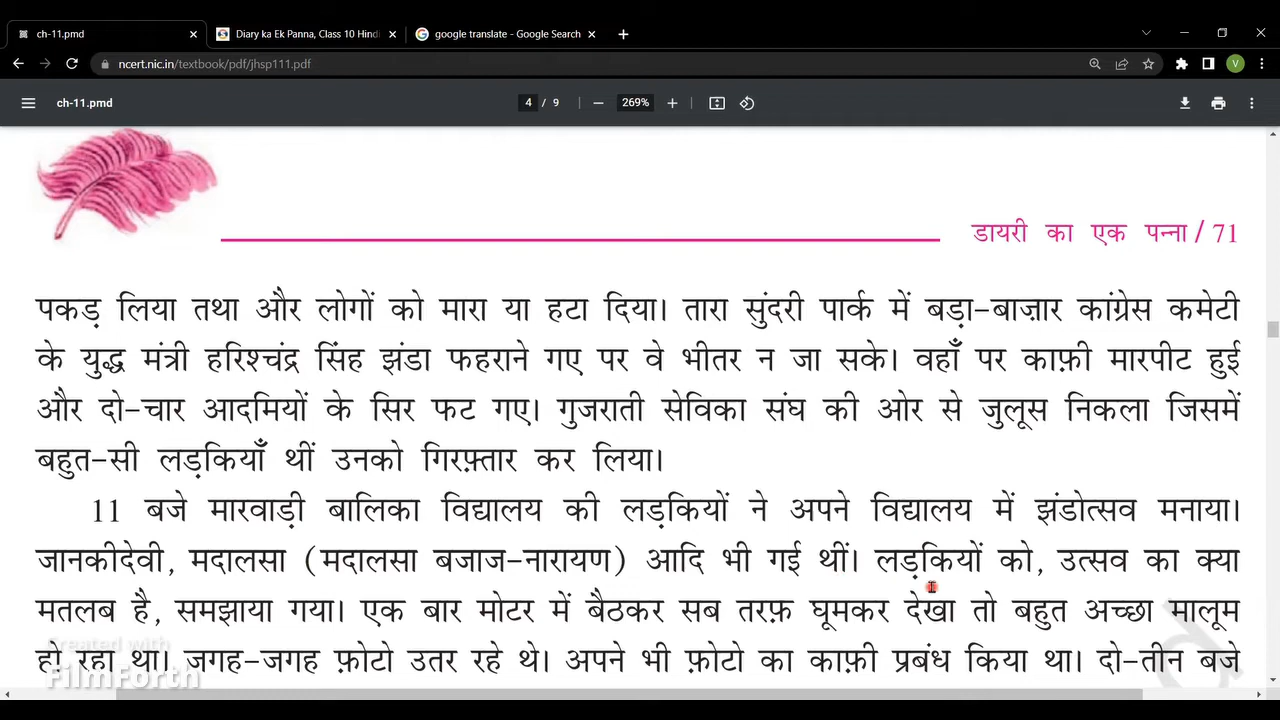 ch-11.pmd
Diary ka Ek Panna, Class 10 Hindi
google translate - Google Search
ncert.nic.in/textbook/pdf/jhsp111.pdf
V
ch-11.pmd
4 / 9
269%
डायरी का एक पन्ना / 71
पकड़ लिया तथा और लोगों को मारा या हटा दिया। तारा सुंदरी पार्क में बड़ा-बाज़ार कांग्रेस कमेटी
के युद्ध मंत्री हरिश्चंद्र सिंह झंडा फहराने गए पर वे भीतर न जा सके। वहाँ पर काफ़ी मारपीट हुई
और दो-चार आदमियों के सिर फट गए। गुजराती सेविका संघ की ओर से जुलूस निकला जिसमें
बहुत-सी लड़कियाँ थीं उनको गिरफ़्तार कर लिया।
11 बजे मारवाड़ी बालिका विद्यालय की लड़कियों ने अपने विद्यालय में झंडोत्सव मनाया।
जानकीदेवी, मदालसा (मदालसा बजाज-नारायण) आदि भी गई थीं। लड़कियों को, उत्सव का क्या
मतलब है, समझाया गया। एक बार मोटर में बैठकर सब तरफ़ घूमकर देखा तो बहुत अच्छा मालूम
हो रहा था। जगह-जगह फ़ोटो उतर रहे थे। अपने भी फ़ोटो का काफ़ी प्रबंध किया था। दो-तीन बजे
Created with
FilmForth